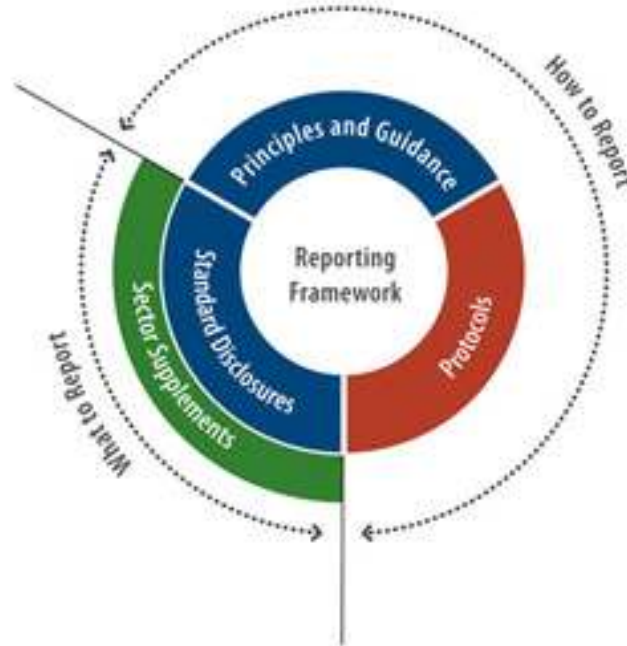 How to Report
Principles and Guidance
Reporting
Framework
Standard Disclosures
Sector Supplements
Protocols
What to Report